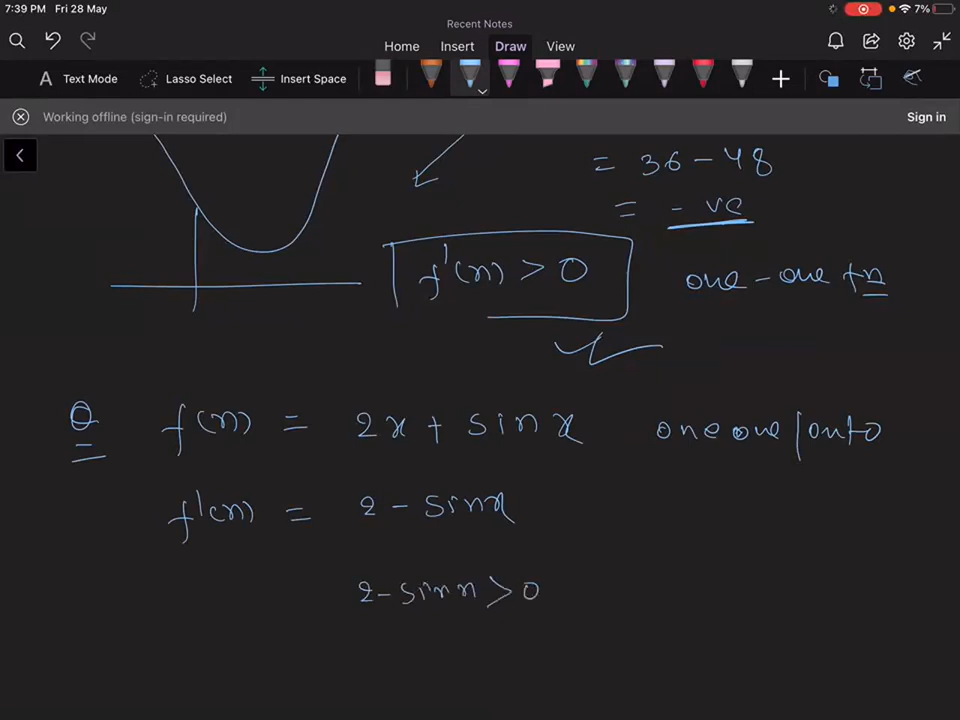 7:39 PM Fri 28 May
7%
Recent Notes
Home Insert Draw View
A Text Mode Lasso Select Insert Space
Working offline (sign-in required) Sign in
= 36 - 48
= - ve
f'(n) > 0 one-one fn
Q f(n) = 2x + sin x one one/onto
f'(n) = 2 - sinx
2 - sin n > 0